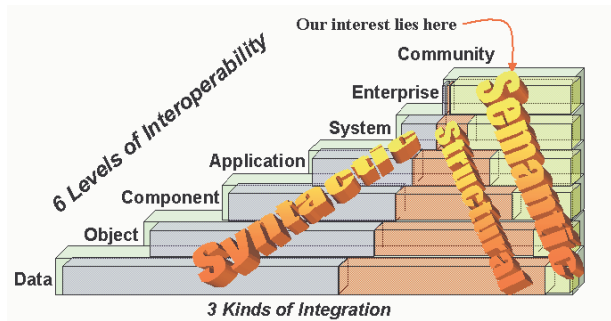 Our interest lies here
Community
Enterprise
System
Application
Component
Object
Data
6 Levels of Interoperability
Syntactic
Structural
Semantic
3 Kinds of Integration